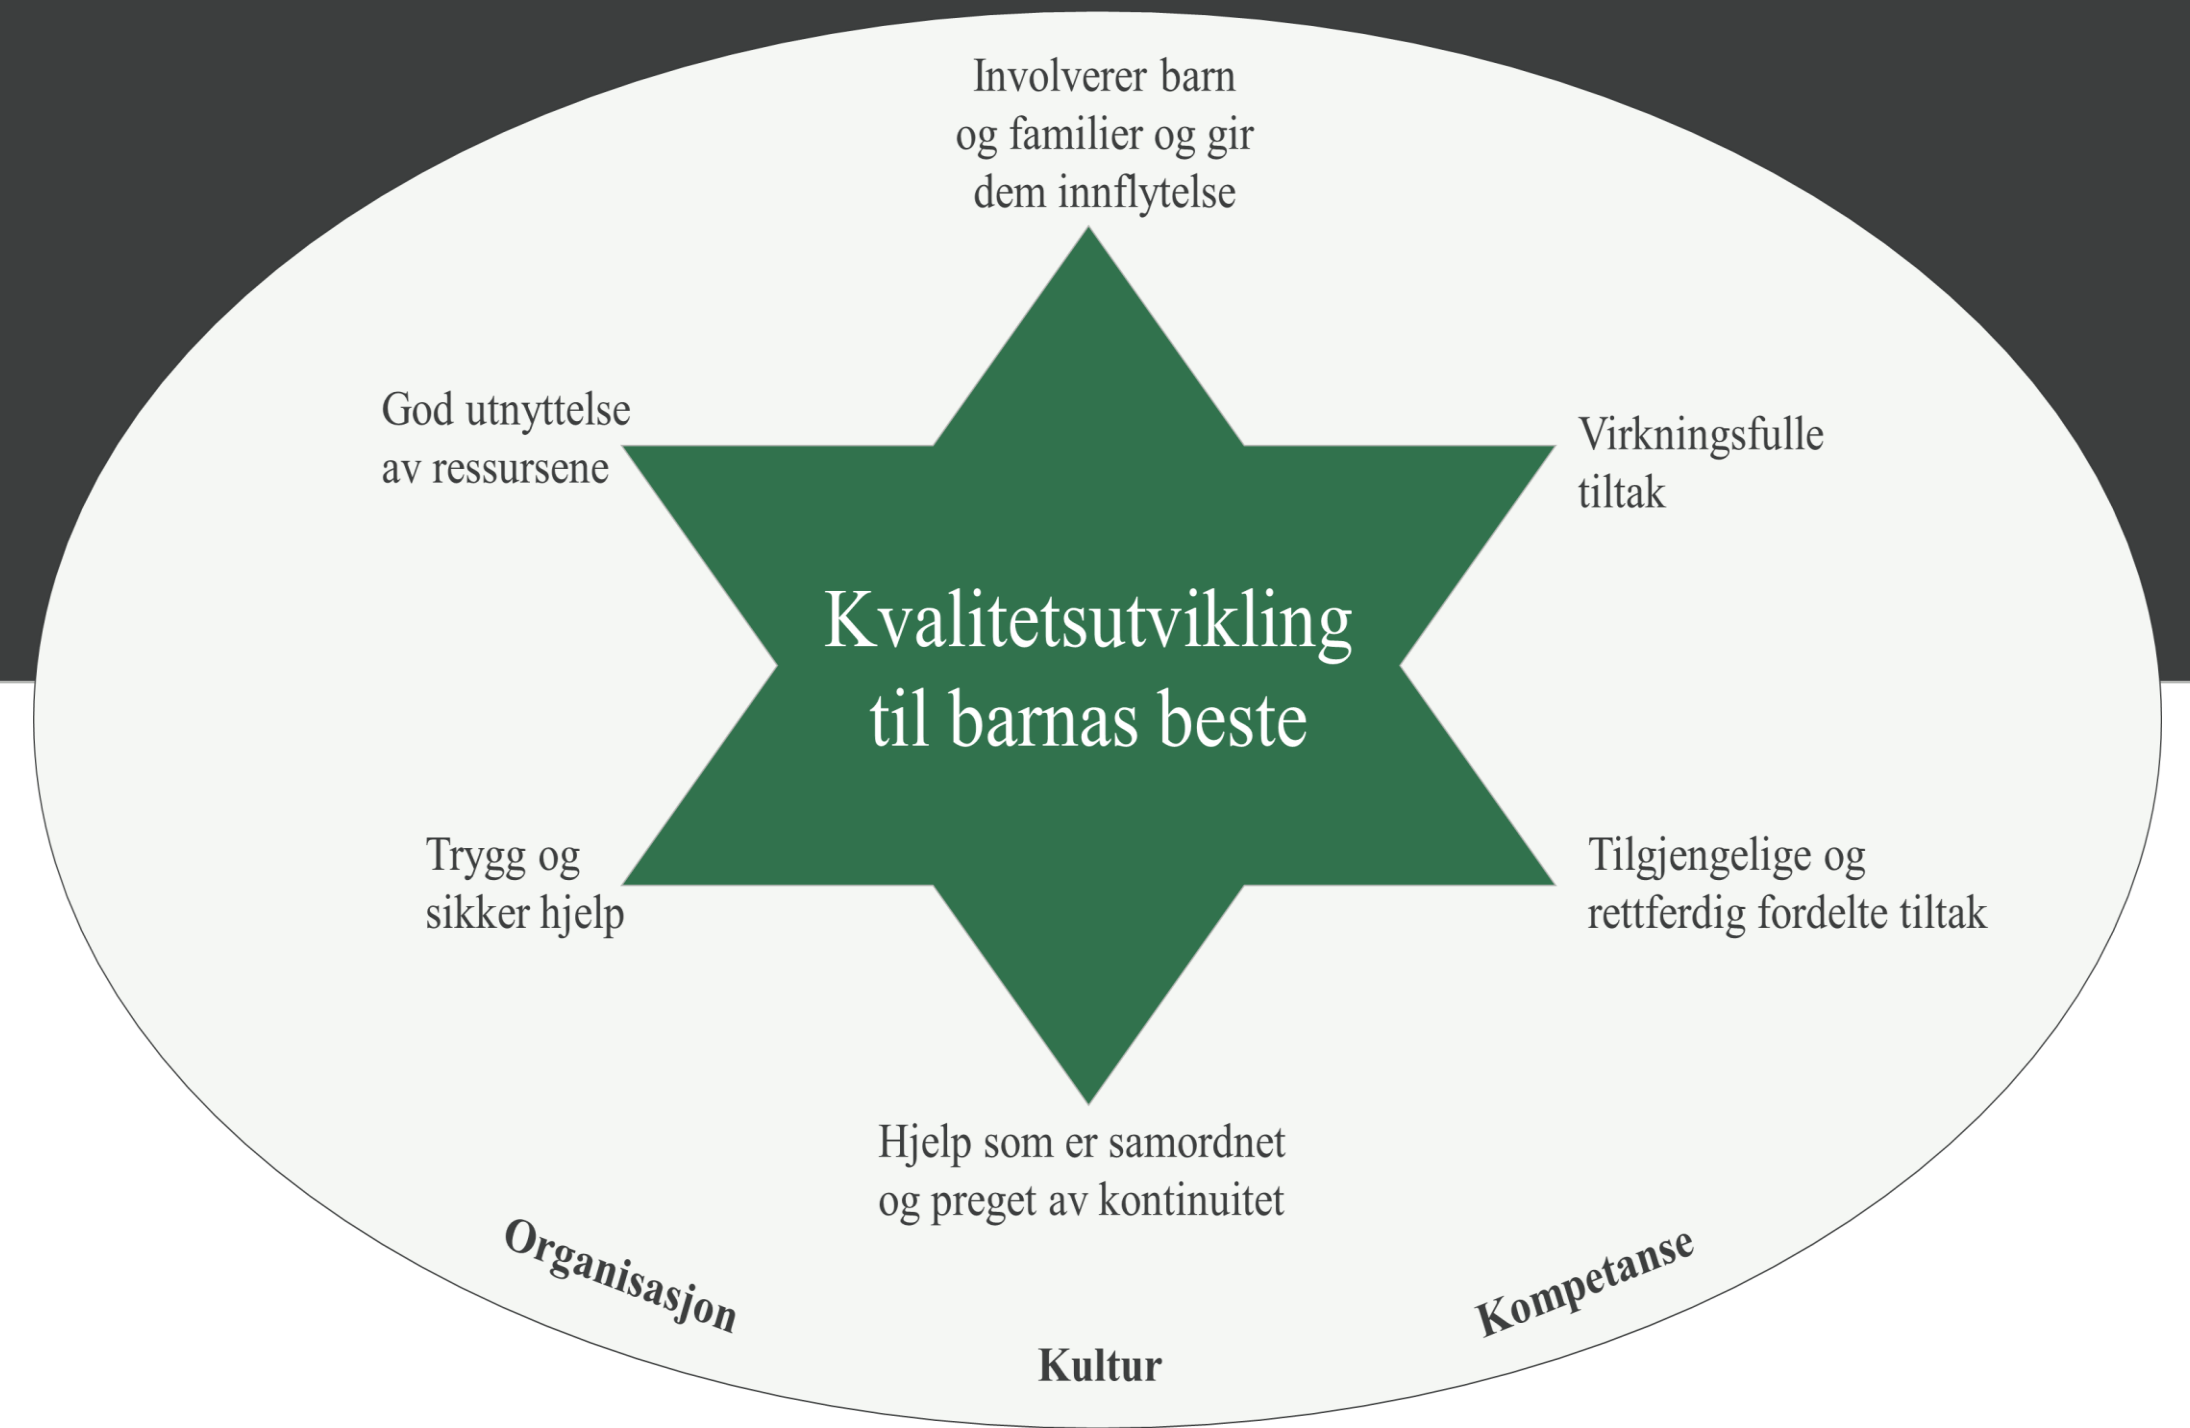 Involverer barn
og familier og gir
dem innflytelse
God utnyttelse
av ressursene
Virkningsfulle
tiltak
Kvalitetsutvikling
til barnas beste
Trygg og
sikker hjelp
Tilgjengelige og
rettferdig fordelte tiltak
Hjelp som er samordnet
og preget av kontinuitet
Organisasjon
Kultur
Kompetanse